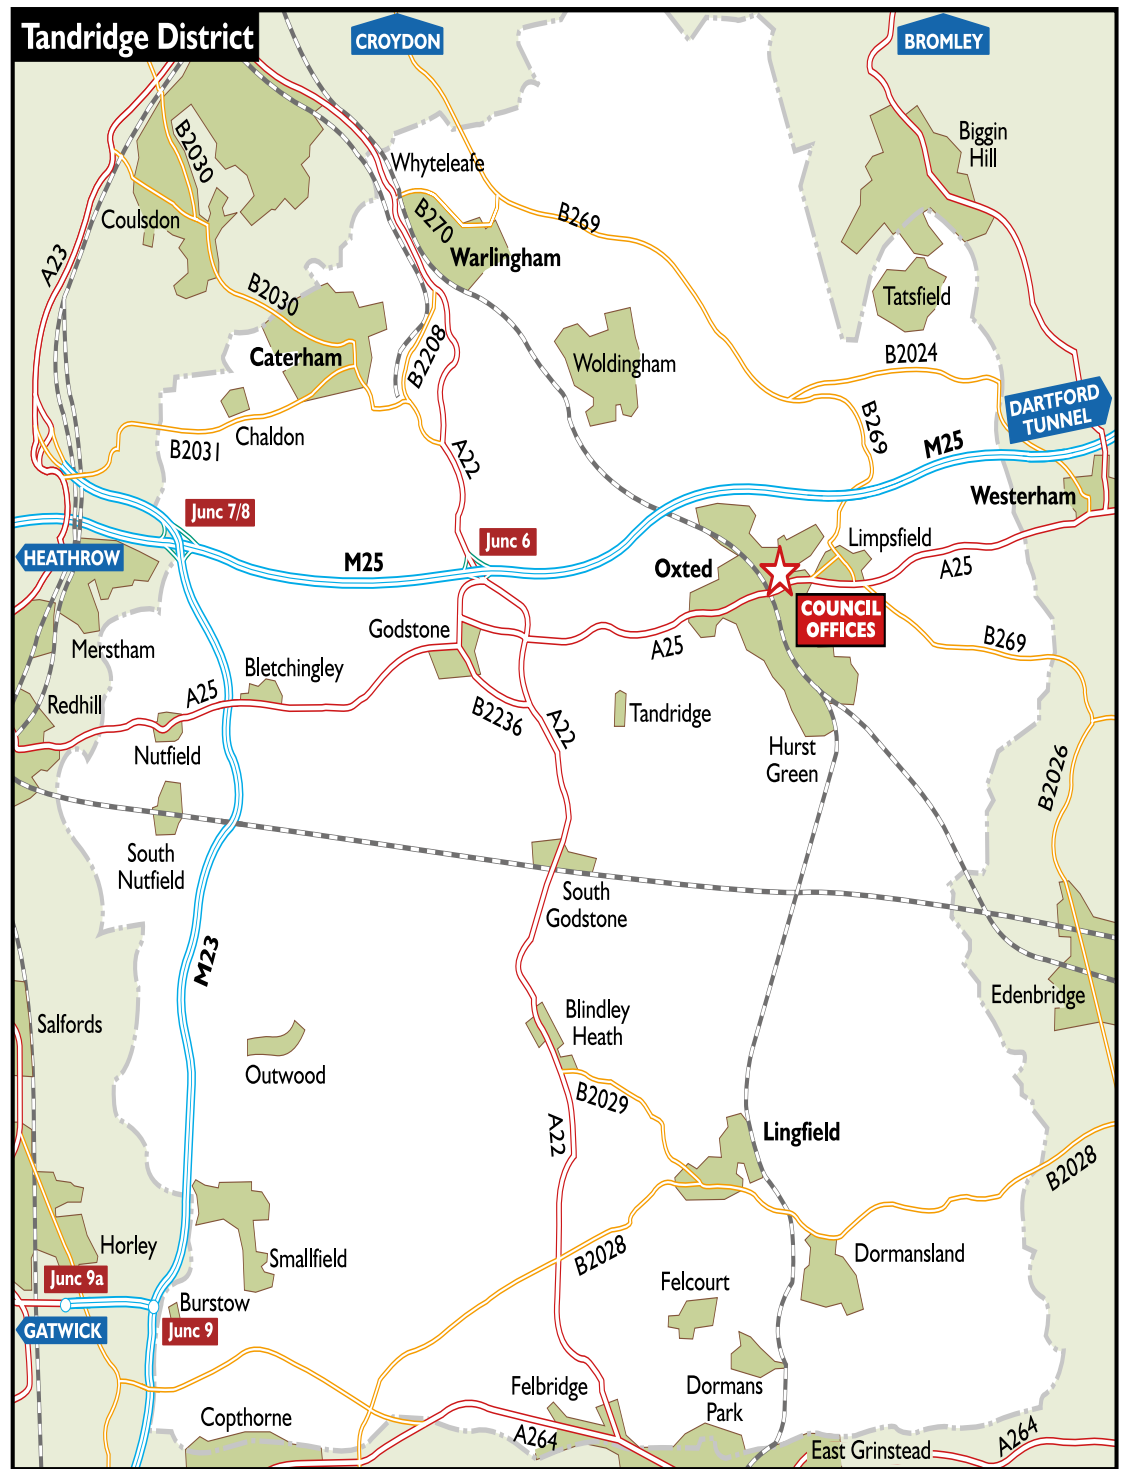 Tandridge District
CROYDON
BROMLEY
Biggin
Hill
B2030
Whyteleafe
Coulsdon
B270
B269
A23
Warlingham
B2030
Tatsfield
B2208
Caterham
Woldingham
B2024
DARTFORD
TUNNEL
B269
Chaldon
B2031
A22
M25
Westerham
Junc 7/8
Junc 6
Limpsfield
HEATHROW
M25
Oxted
A25
COUNCIL
OFFICES
Godstone
A25
B269
Merstham
Bletchingley
Redhill
A25
B2236
A22
Tandridge
Nutfield
Hurst
Green
B2026
South
Nutfield
South
Godstone
M23
Edenbridge
Salfords
Blindley
Heath
Outwood
B2029
A22
Lingfield
B2028
Horley
Smallfield
B2028
Dormansland
Junc 9a
Felcourt
Burstow
GATWICK
Junc 9
Felbridge
Dormans
Park
Copthorne
A264
East Grinstead
A264